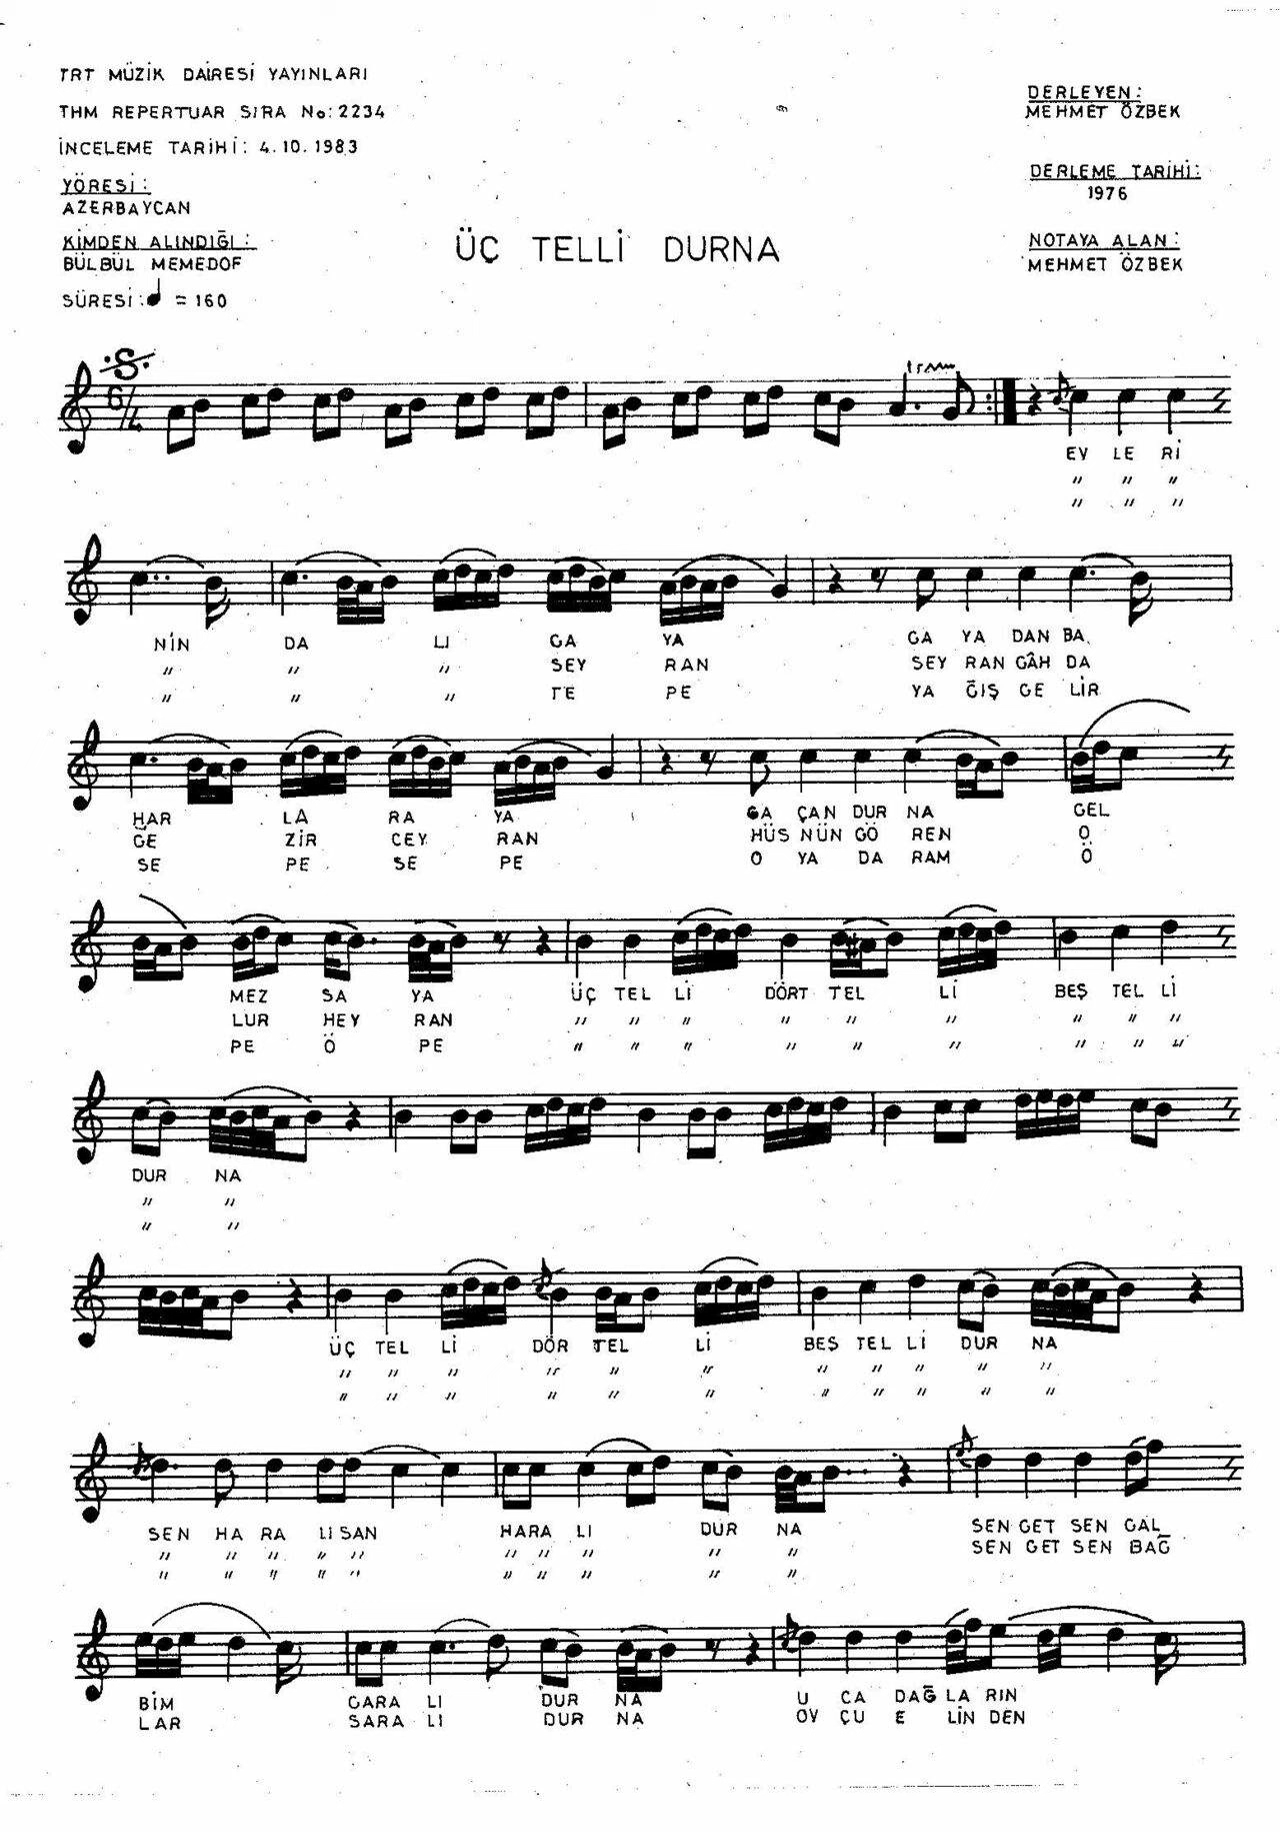 TRT MÜZİK DAİRESİ YAYINLARI
THM REPERTUAR SIRA No: 2234
İNCELEME TARİHİ: 4.10.1983
YÖRESİ:
AZERBAYCAN
KİMDEN ALINDIĞI:
BÜLBÜL MEMEDOF
SÜRESİ: ♩ = 160
ÜÇ TELLİ DURNA
DERLEYEN:
MEHMET ÖZBEK
DERLEME TARİHİ:
1976
NOTAYA ALAN:
MEHMET ÖZBEK
6/4 tr
EV LE Rİ
" " "
" " "
NİN DA LI GA YA GA YA DAN BA
" " " SEY RAN SEY RAN GÂH DA
" " " TE PE YA ĞIŞ GE LİR
HAR LA RA YA GA ÇAN DUR NA GEL
GE ZİR CEY RAN HÜS NÜN GÖ REN O
SE PE SE PE O YA DA RAM Ö
MEZ SA YA ÜÇ TEL Lİ DÖRT TEL Lİ BEŞ TEL Lİ
LUR HEY RAN " " " " " " " " "
PE Ö PE " " " " " " " " "
DUR NA
" "
" "
ÜÇ TEL Lİ DÖR TEL Lİ BEŞ TEL Lİ DUR NA
" " " " " " " " " " "
" " " " " " " " " " "
SEN HA RA LI SAN HARA LI DUR NA SEN GET SEN GAL
" " " " " " " " " " SEN GET SEN BAĞ
" " " " " " " " " "
BİM GARA LI DUR NA U CA DAĞ LA RIN
LAR SARA LI DUR NA OV ÇU E LİN DEN